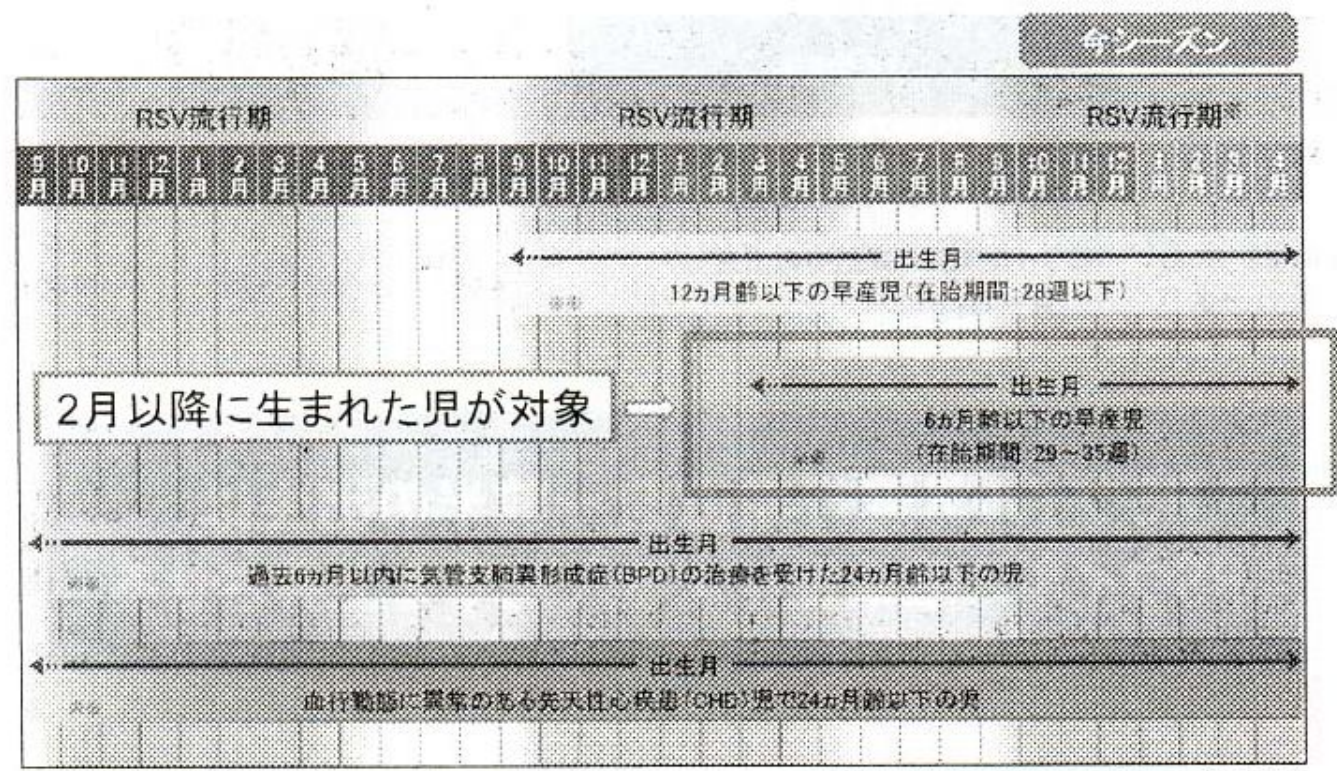 今シーズン
RSV流行期 RSV流行期 RSV流行期※
9月 10月 11月 12月 1月 2月 3月 4月 5月 6月 7月 8月 9月 10月 11月 12月 1月 2月 3月 4月 5月 6月 7月 8月 9月 10月 11月 12月 1月 2月 3月 4月
出生月
12ヵ月齢以下の早産児(在胎期間:28週以下)
※※
出生月
2月以降に生まれた児が対象
6ヵ月齢以下の早産児
(在胎期間:29〜35週)
※※
出生月
過去6ヵ月以内に気管支肺異形成症(BPD)の治療を受けた24ヵ月齢以下の児
※※
出生月
血行動態に異常のある先天性心疾患(CHD)児で24ヵ月齢以下の児
※※